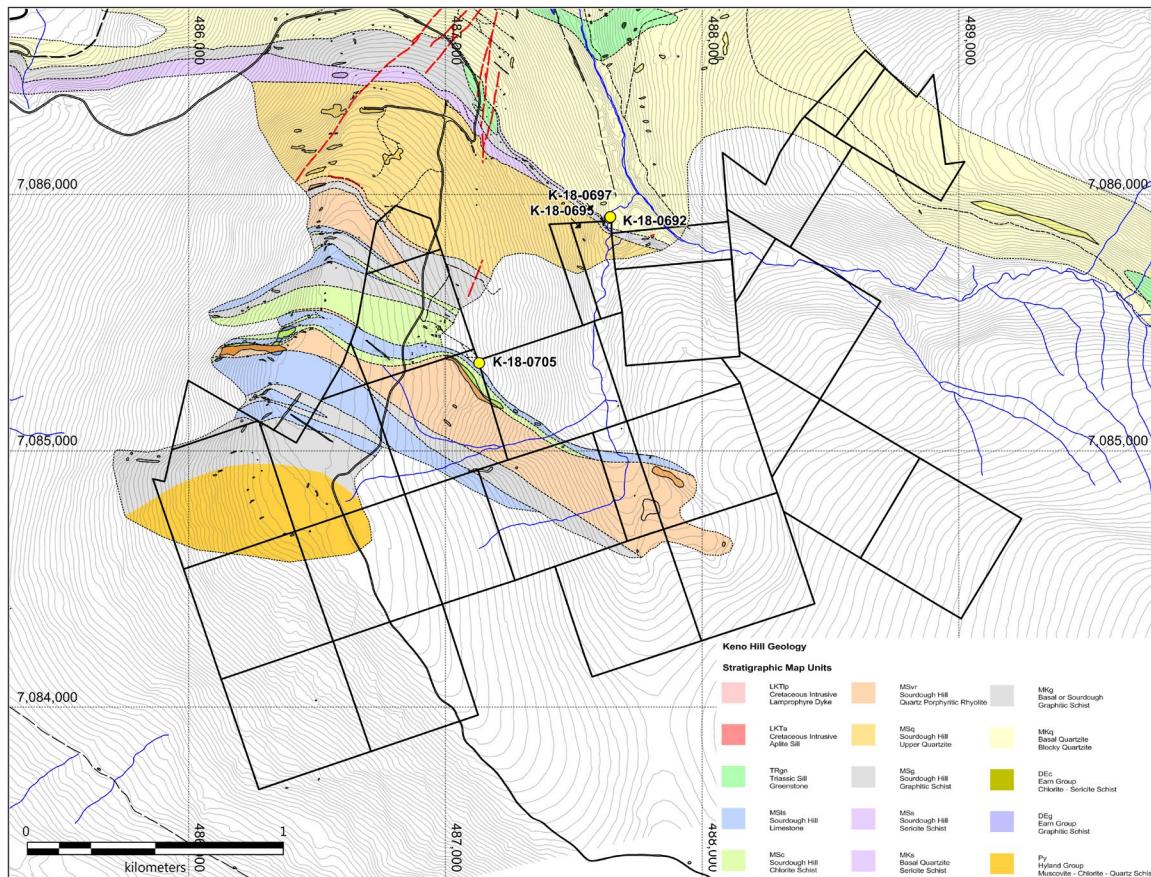 486,000
487,000
488,000
489,000
7,086,000
7,086,000
K-18-0697
K-18-0695
K-18-0692
K-18-0705
7,085,000
7,085,000
7,084,000
486,000
487,000
488,000
0
1
kilometers
Keno Hill Geology
Stratigraphic Map Units
LKTlp
Cretaceous Intrusive
Lamprophyre Dyke
LKTa
Cretaceous Intrusive
Aplite Sill
TRgn
Triassic Sill
Greenstone
MSls
Sourdough Hill
Limestone
MSc
Sourdough Hill
Chlorite Schist
MSvr
Sourdough Hill
Quartz Porphyritic Rhyolite
MSq
Sourdough Hill
Upper Quartzite
MSg
Sourdough Hill
Graphitic Schist
MSs
Sourdough Hill
Sericite Schist
MKs
Basal Quartzite
Sericite Schist
MKg
Basal or Sourdough
Graphitic Schist
MKq
Basal Quartzite
Blocky Quartzite
DEc
Earn Group
Chlorite - Sericite Schist
DEg
Earn Group
Graphitic Schist
Py
Hyland Group
Muscovite - Chlorite - Quartz Schis